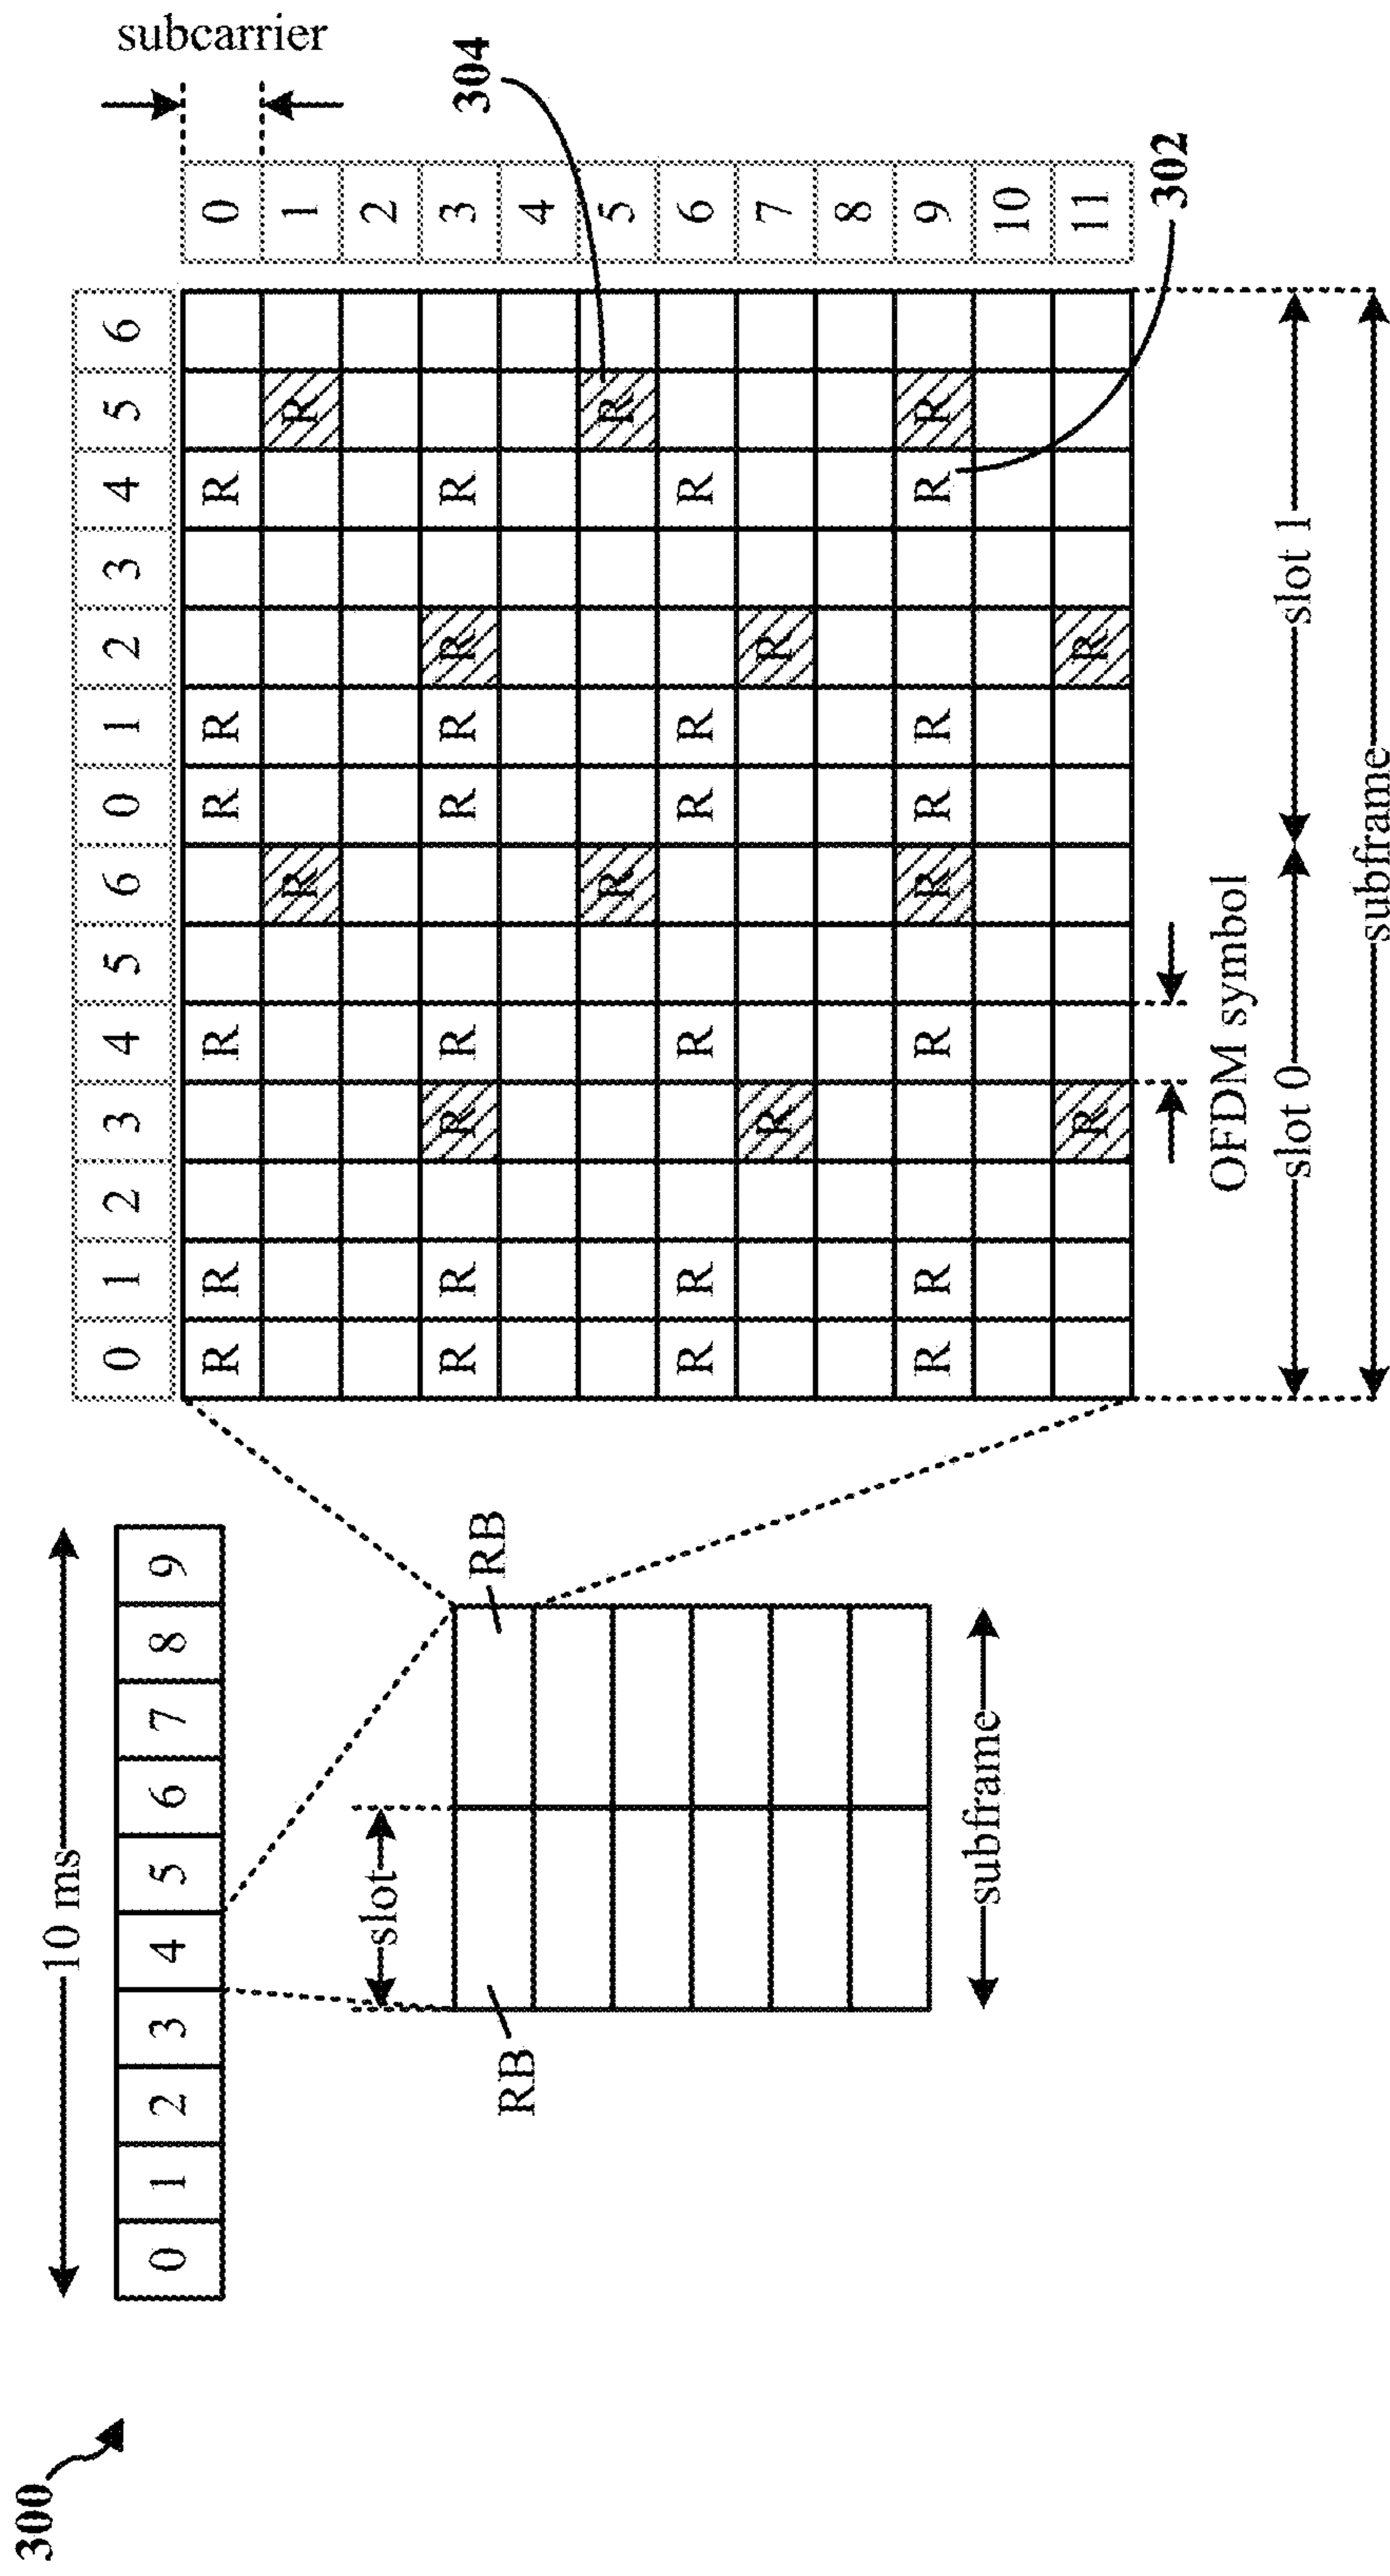 300
10 ms
0 1 2 3 4 5 6 7 8 9
slot
RB
RB
subframe
0 1 2 3 4 5 6 0 1 2 3 4 5 6
subcarrier
R R R R R R 0
R R 1
2
R R R R R R R R 3
304
4
R R 5
R R R R R R 6
R R 7
8
R R R R R R R R 9
10
R R 11
302
OFDM symbol
slot 0 slot 1
subframe